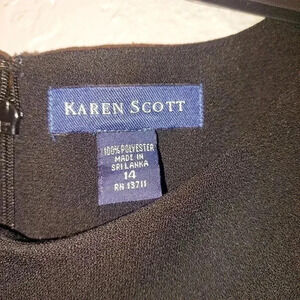 KAREN SCOTT
100% POLYESTER
MADE IN
SRI LANKA
14
RN 13711